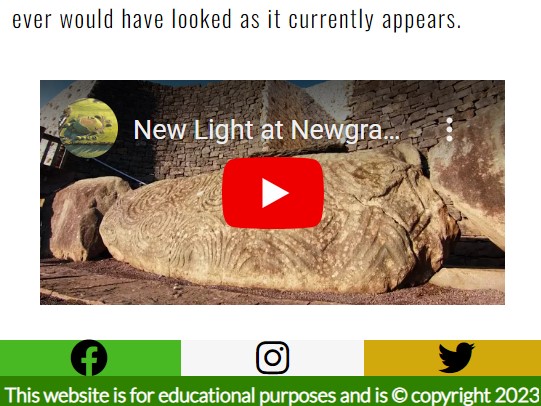 ever would have looked as it currently appears.
New Light at Newgra...
This website is for educational purposes and is © copyright 2023